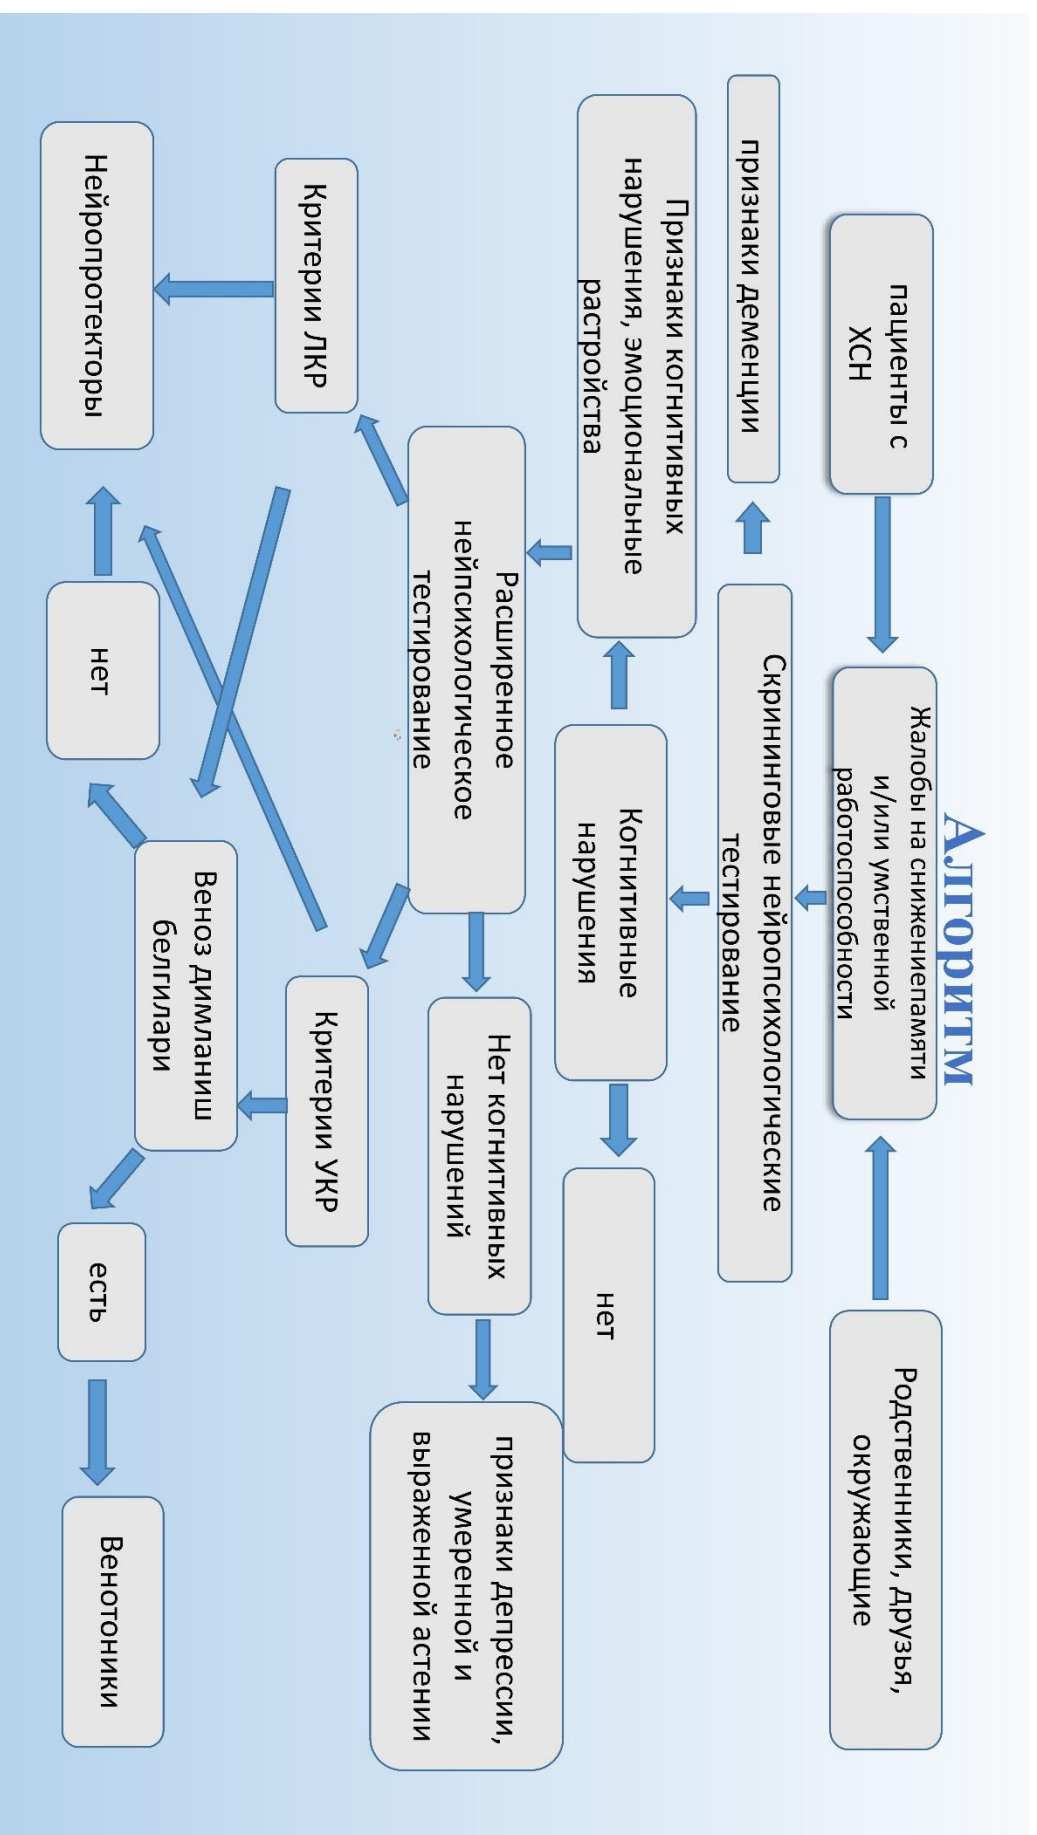 Алгоритм
пациенты с
ХСН
Жалобы на снижениепамяти
и/или умственной
работоспособности
Родственники, друзья,
окружающие
признаки деменции
Скрининговые нейропсихологические
тестирование
Признаки когнитивных
нарушения, эмоциональные
растройства
Когнитивные
нарушения
нет
Расширенное
нейпсихологическое
тестирование
Нет когнитивных
нарушений
признаки депрессии,
умеренной и
выраженной астении
Критерии ЛКР
Критерии УКР
Нейропротекторы
нет
Веноз димланиш
белгилари
есть
Венотоники